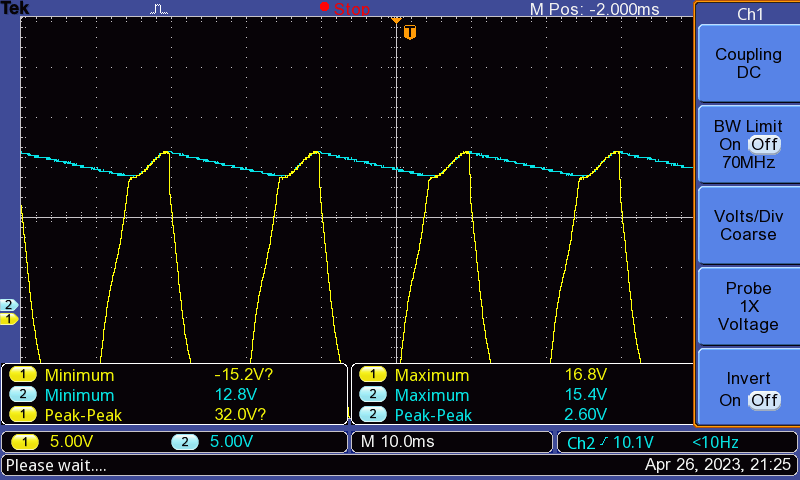 Tek Stop M Pos: -2.000ms Ch1
T
Coupling
DC
BW Limit
On Off
70MHz
Volts/Div
Coarse
Probe
1X
Voltage
Invert
On Off
2
1
1 Minimum -15.2V? 1 Maximum 16.8V
2 Minimum 12.8V 2 Maximum 15.4V
1 Peak-Peak 32.0V? 2 Peak-Peak 2.60V
1 5.00V 2 5.00V M 10.0ms Ch2 10.1V <10Hz
Please wait.... Apr 26, 2023, 21:25